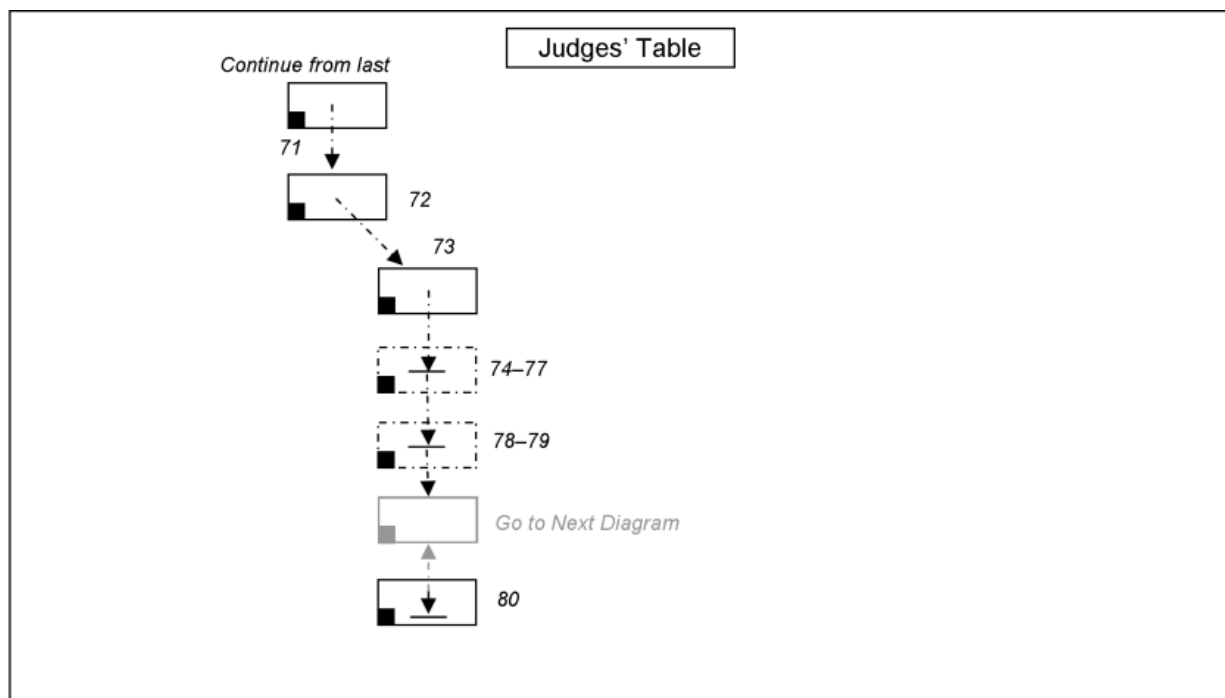 Judges’ Table
Continue from last
71
72
73
74–77
78–79
Go to Next Diagram
80